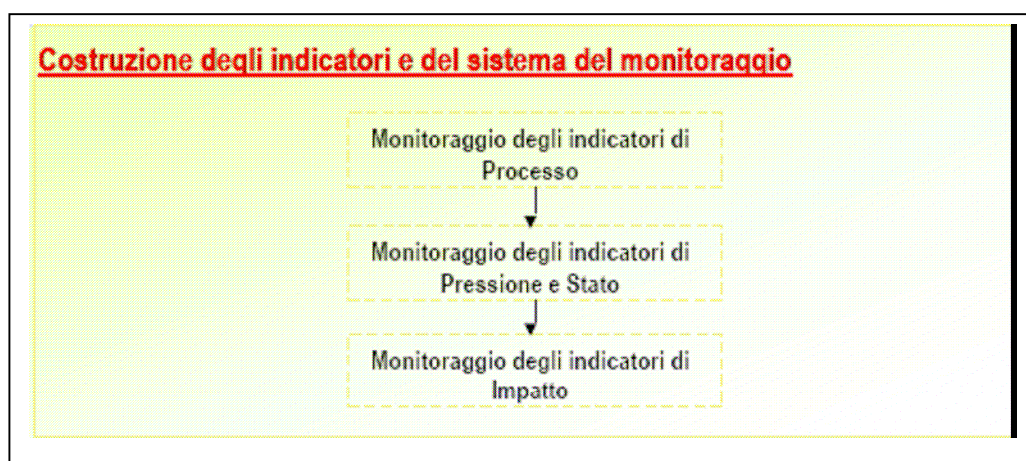 Costruzione degli indicatori e del sistema del monitoraggio
Monitoraggio degli indicatori di
Processo
Monitoraggio degli indicatori di
Pressione e Stato
Monitoraggio degli indicatori di
Impatto